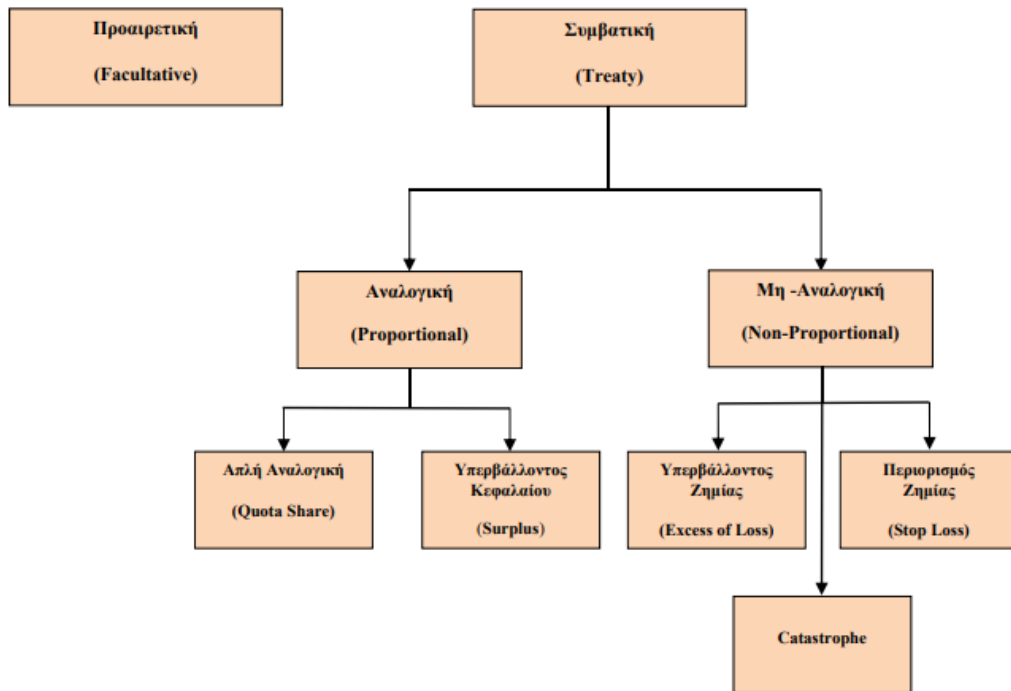 Προαιρετική
(Facultative)
Συμβατική
(Treaty)
Αναλογική
(Proportional)
Μη -Αναλογική
(Non-Proportional)
Απλή Αναλογική
(Quota Share)
Υπερβάλλοντος
Κεφαλαίου
(Surplus)
Υπερβάλλοντος
Ζημίας
(Excess of Loss)
Περιορισμός
Ζημίας
(Stop Loss)
Catastrophe